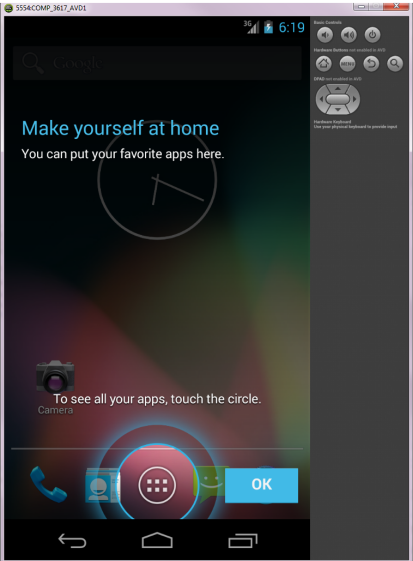 5554:COMP_3617_AVD1
3G 6:19
Google
Make yourself at home
You can put your favorite apps here.
Camera
To see all your apps, touch the circle.
OK
Basic Controls
Hardware Buttons not enabled in AVD
MENU
DPAD not enabled in AVD
Hardware Keyboard
Use your physical keyboard to provide input